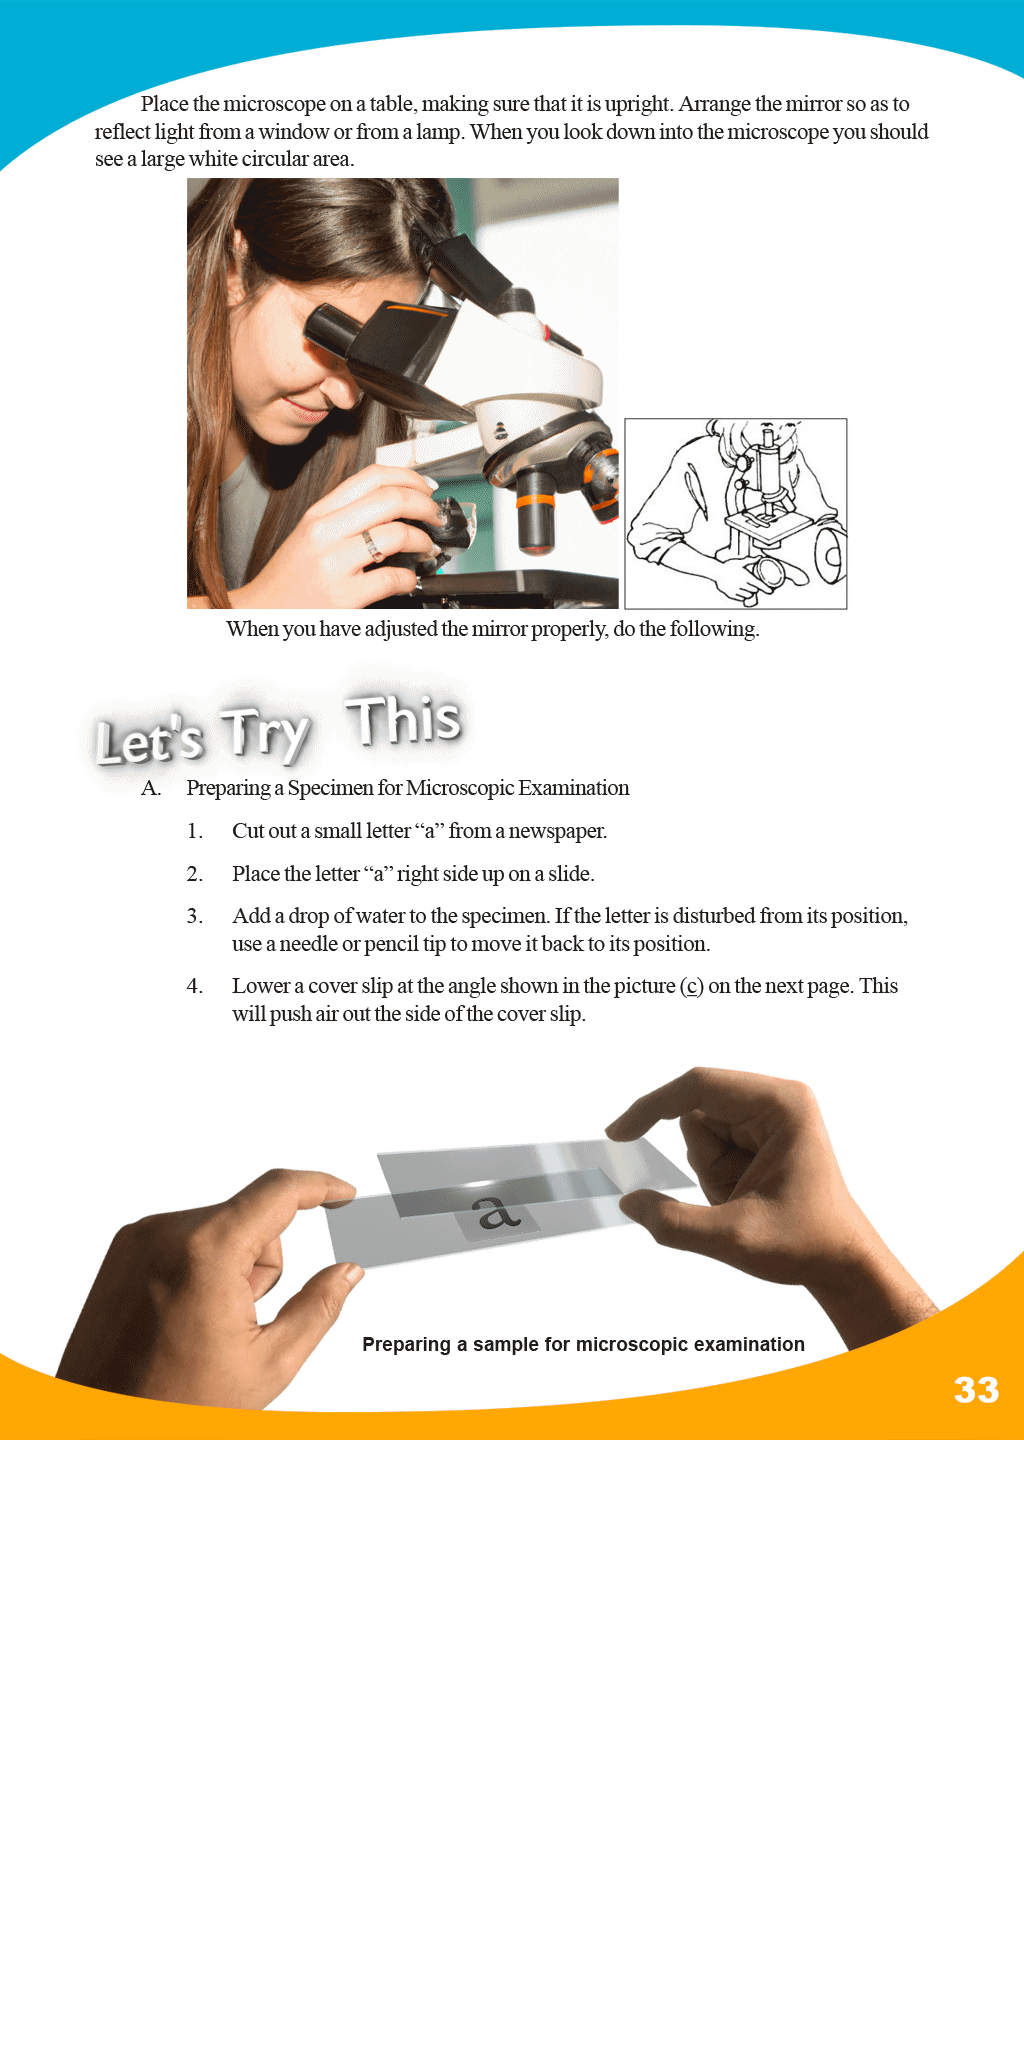 Place the microscope on a table, making sure that it is upright. Arrange the mirror so as to
reflect light from a window or from a lamp. When you look down into the microscope you should
see a large white circular area.
When you have adjusted the mirror properly, do the following.
Let's Try This
A. Preparing a Specimen for Microscopic Examination
1. Cut out a small letter “a” from a newspaper.
2. Place the letter “a” right side up on a slide.
3. Add a drop of water to the specimen. If the letter is disturbed from its position,
use a needle or pencil tip to move it back to its position.
4. Lower a cover slip at the angle shown in the picture (c) on the next page. This
will push air out the side of the cover slip.
a
Preparing a sample for microscopic examination
33